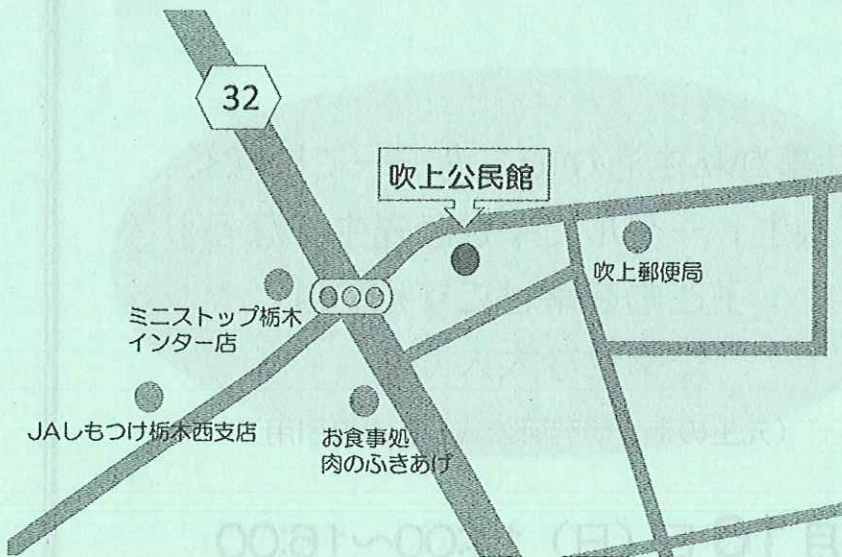 32
吹上公民館
吹上郵便局
ミニストップ栃木
インター店
JAしもつけ栃木西支店
お食事処
肉のふきあげ